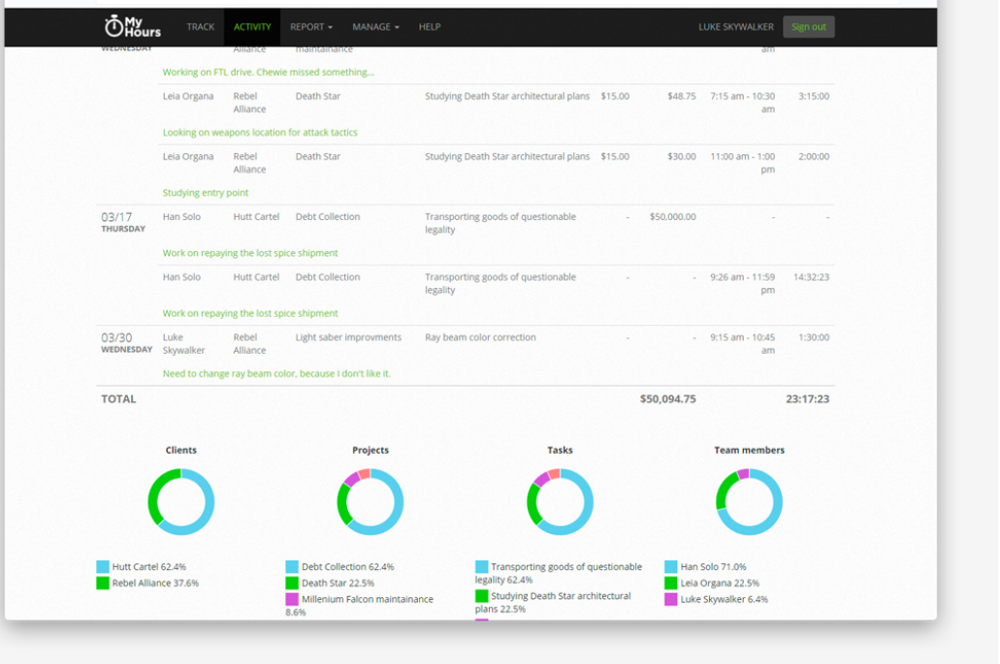 My Hours TRACK ACTIVITY REPORT MANAGE HELP LUKE SKYWALKER Sign out
WEDNESDAY Alliance maintainance am
Working on FTL drive. Chewie missed something...
Leia Organa Rebel Alliance Death Star Studying Death Star architectural plans $15.00 $48.75 7:15 am - 10:30 am 3:15:00
Looking on weapons location for attack tactics
Leia Organa Rebel Alliance Death Star Studying Death Star architectural plans $15.00 $30.00 11:00 am - 1:00 pm 2:00:00
Studying entry point
03/17 THURSDAY Han Solo Hutt Cartel Debt Collection Transporting goods of questionable legality - $50,000.00 - -
Work on repaying the lost spice shipment
Han Solo Hutt Cartel Debt Collection Transporting goods of questionable legality - - 9:26 am - 11:59 pm 14:32:23
Work on repaying the lost spice shipment
03/30 WEDNESDAY Luke Skywalker Rebel Alliance Light saber improvments Ray beam color correction - - 9:15 am - 10:45 am 1:30:00
Need to change ray beam color, because I don't like it.
TOTAL $50,094.75 23:17:23
Clients Projects Tasks Team members
Hutt Cartel 62.4%
Rebel Alliance 37.6%
Debt Collection 62.4%
Death Star 22.5%
Millenium Falcon maintainance
8.6%
Transporting goods of questionable
legality 62.4%
Studying Death Star architectural
plans 22.5%
Han Solo 71.0%
Leia Organa 22.5%
Luke Skywalker 6.4%